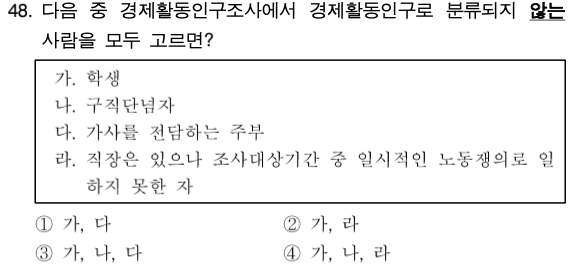 48. 다음 중 경제활동인구조사에서 경제활동인구로 분류되지 않는
사람을 모두 고르면?
가. 학생
나. 구직단념자
다. 가사를 전담하는 주부
라. 직장은 있으나 조사대상기간 중 일시적인 노동쟁의로 일
하지 못한 자
① 가, 다 ② 가, 라
③ 가, 나, 다 ④ 가, 나, 라